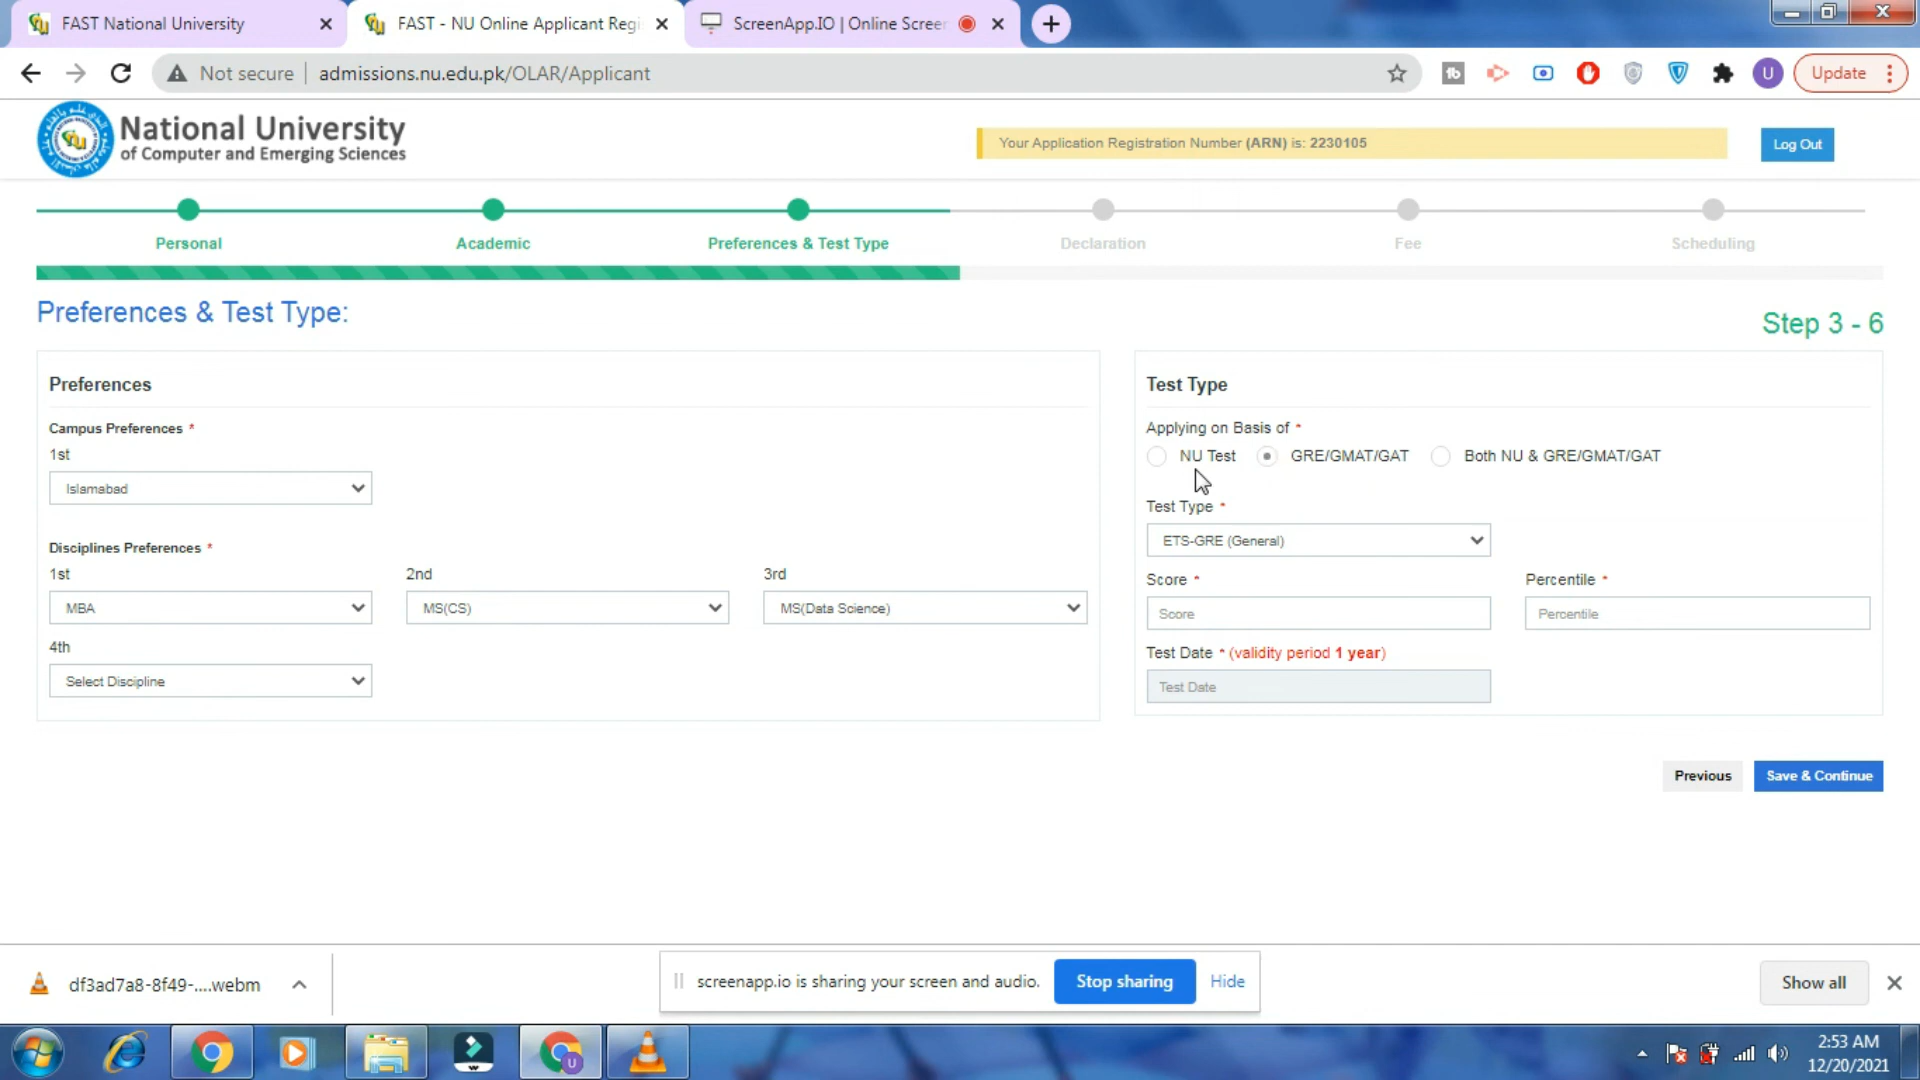 FAST National University
FAST - NU Online Applicant Regi
ScreenApp.IO | Online Screen
Not secure
admissions.nu.edu.pk/OLAR/Applicant
U
Update
National University
of Computer and Emerging Sciences
Your Application Registration Number (ARN) is: 2230105
Log Out
Personal
Academic
Preferences & Test Type
Declaration
Fee
Scheduling
Preferences & Test Type:
Step 3 - 6
Preferences
Campus Preferences *
1st
Islamabad
Disciplines Preferences *
1st
2nd
3rd
MBA
MS(CS)
MS(Data Science)
4th
Select Discipline
Test Type
Applying on Basis of *
NU Test
GRE/GMAT/GAT
Both NU & GRE/GMAT/GAT
Test Type *
ETS-GRE (General)
Score *
Percentile *
Score
Percentile
Test Date * (validity period 1 year)
Test Date
Previous
Save & Continue
df3ad7a8-8f49-....webm
screenapp.io is sharing your screen and audio.
Stop sharing
Hide
Show all
2:53 AM
12/20/2021